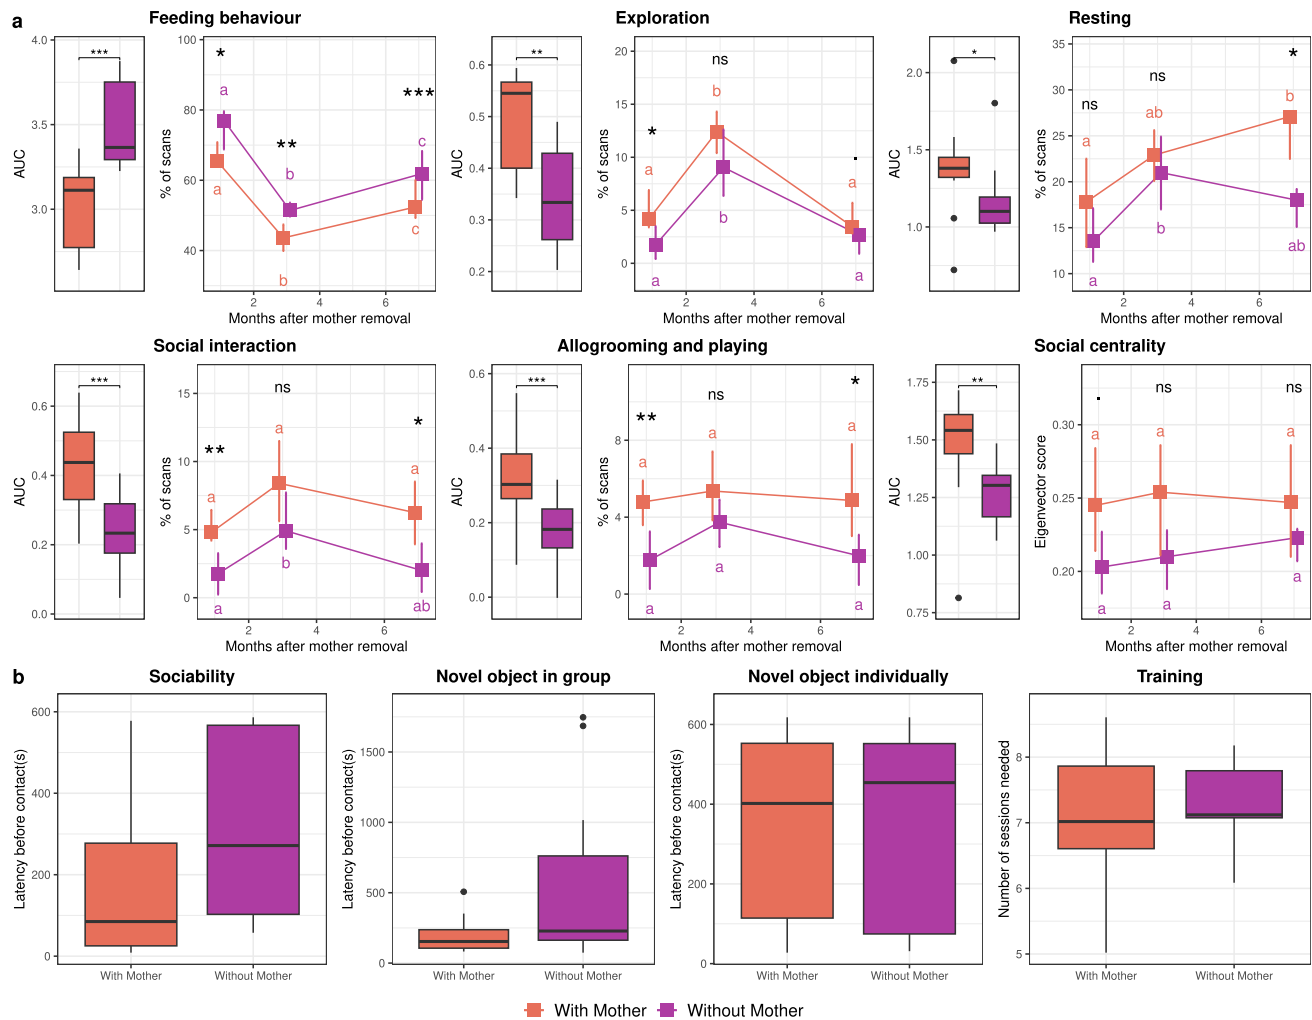 a
Feeding behaviour
Exploration
Resting
4.0
3.5
3.0
AUC
***
100
80
60
40
% of scans
*
**
***
a
b
c
a
b
c
2
4
6
Months after mother removal
0.6
0.5
0.4
0.3
0.2
AUC
**
20
15
10
5
0
% of scans
*
ns
.
a
b
a
a
b
a
2
4
6
Months after mother removal
2.0
1.5
1.0
AUC
*
35
30
25
20
15
10
% of scans
ns
ns
*
a
ab
b
a
b
ab
2
4
6
Months after mother removal
Social interaction
Allogrooming and playing
Social centrality
0.6
0.4
0.2
0.0
AUC
***
15
10
5
0
% of scans
**
ns
*
a
a
a
a
b
ab
2
4
6
Months after mother removal
0.6
0.4
0.2
0.0
AUC
***
8
4
0
% of scans
**
ns
*
a
a
a
a
a
a
2
4
6
Months after mother removal
1.75
1.50
1.25
1.00
0.75
AUC
**
0.30
0.25
0.20
Eigenvector score
.
ns
ns
a
a
a
a
a
a
2
4
6
Months after mother removal
b
Sociability
Novel object in group
Novel object individually
Training
600
400
200
0
Latency before contact(s)
With Mother
Without Mother
1500
1000
500
0
Latency before contact(s)
With Mother
Without Mother
600
400
200
0
Latency before contact(s)
With Mother
Without Mother
8
7
6
5
Number of sessions needed
With Mother
Without Mother
With Mother
Without Mother